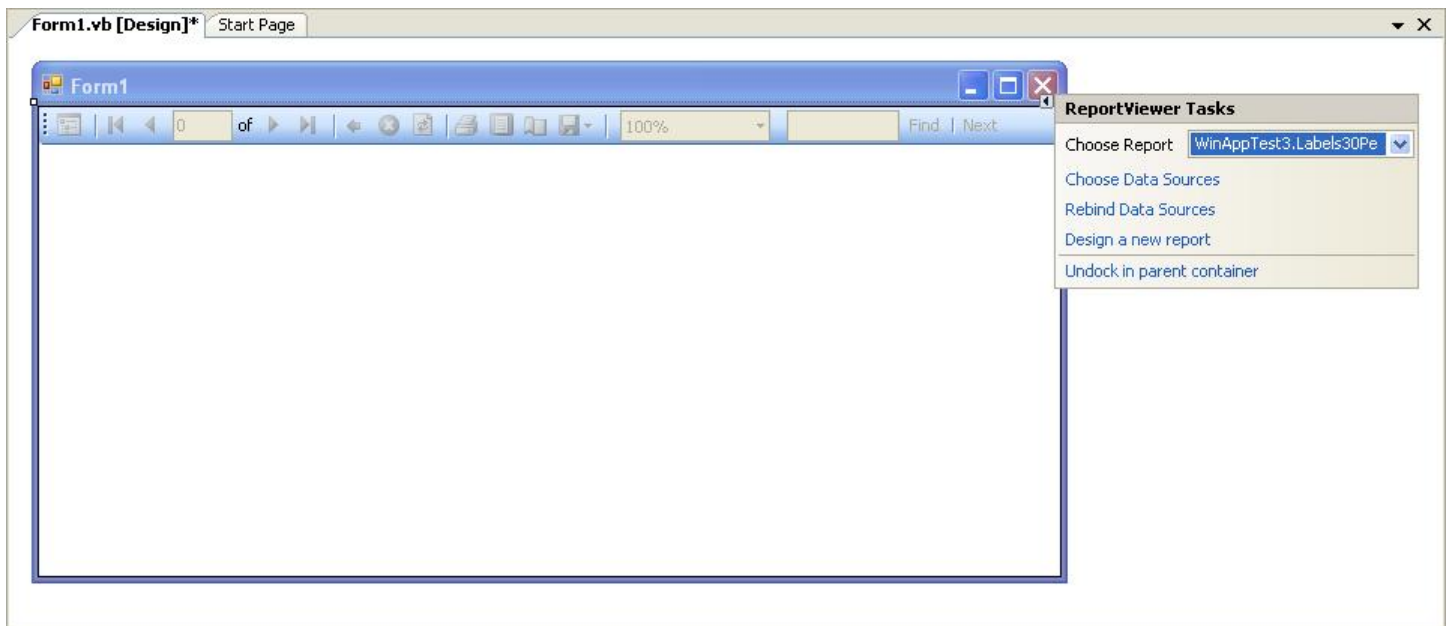 Form1.vb [Design]* Start Page
Form1
0 of 100% Find | Next
ReportViewer Tasks
Choose Report WinAppTest3.Labels30Pe
Choose Data Sources
Rebind Data Sources
Design a new report
Undock in parent container